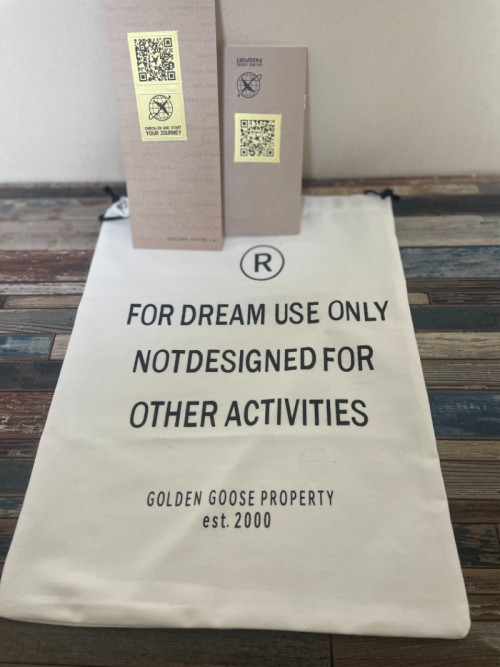 CHECK-IN AND START
YOUR JOURNEY
PASSPORT
R
FOR DREAM USE ONLY
NOTDESIGNED FOR
OTHER ACTIVITIES
GOLDEN GOOSE PROPERTY
est. 2000